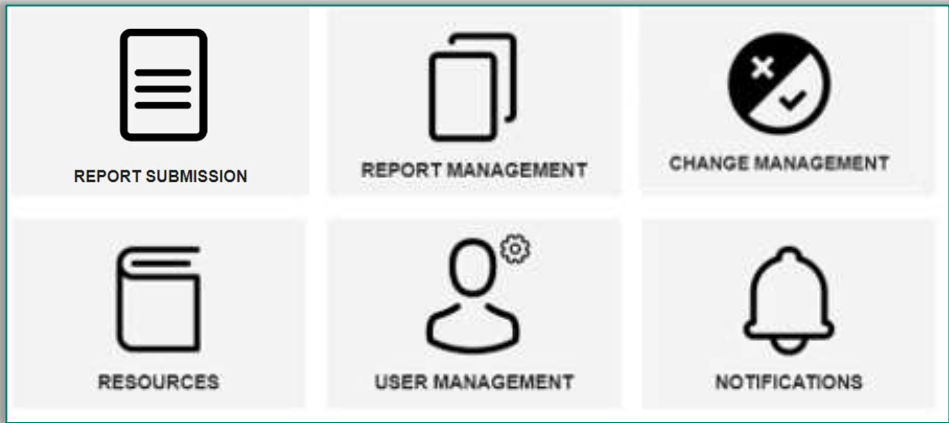 REPORT SUBMISSION
REPORT MANAGEMENT
CHANGE MANAGEMENT
RESOURCES
USER MANAGEMENT
NOTIFICATIONS